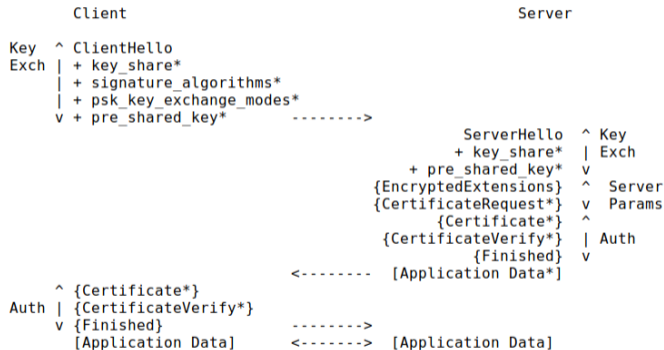 Client                                           Server

Key  ^ ClientHello
Exch | + key_share*
     | + signature_algorithms*
     | + psk_key_exchange_modes*
     v + pre_shared_key*       -------->
                                                  ServerHello  ^ Key
                                                 + key_share*  | Exch
                                            + pre_shared_key*  v
                                        {EncryptedExtensions}  ^  Server
                                        {CertificateRequest*}  v  Params
                                               {Certificate*}  ^
                                         {CertificateVerify*}  | Auth
                                                   {Finished}  v
                               <--------  [Application Data*]
     ^ {Certificate*}
Auth | {CertificateVerify*}
     v {Finished}              -------->
       [Application Data]      <------->  [Application Data]